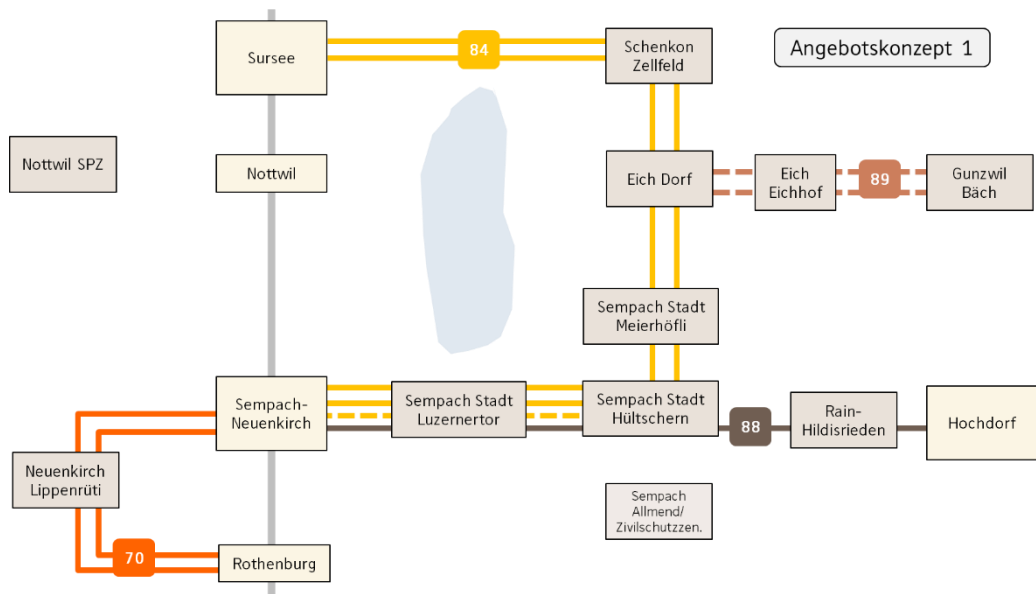 Sursee
84
Schenkon
Zellfeld
Angebotskonzept 1
Nottwil SPZ
Nottwil
Eich Dorf
Eich
Eichhof
89
Gunzwil
Bäch
Sempach Stadt
Meierhöfli
Sempach-
Neuenkirch
Sempach Stadt
Luzernertor
Sempach Stadt
Hültschern
88
Rain-
Hildisrieden
Hochdorf
Neuenkirch
Lippenrüti
Sempach
Allmend/
Zivilschutzzen.
70
Rothenburg